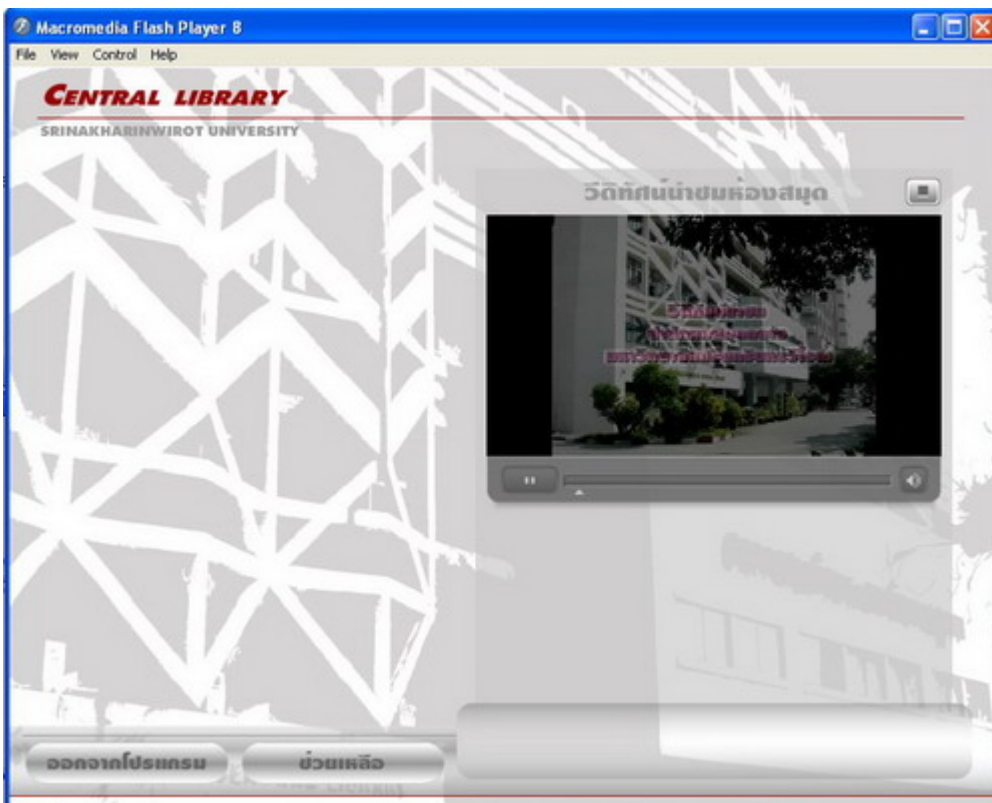 Macromedia Flash Player 8
File View Control Help
CENTRAL LIBRARY
SRINAKHARINWIROT UNIVERSITY
วีดิทัศน์นำชมห้องสมุด
ออกจากโปรแกรม ช่วยเหลือ